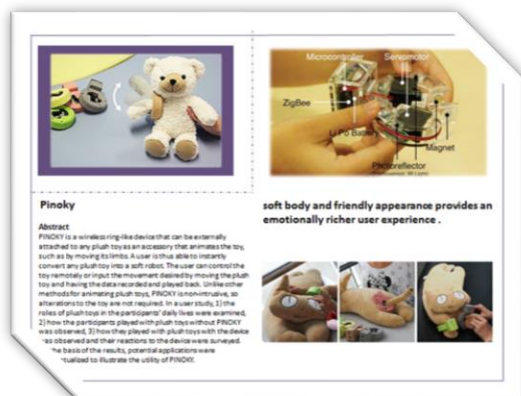 Microcontroller Servomotor
ZigBee
Li Po Battery
Magnet
Photoreflector
Pinoky
soft body and friendly appearance provides an
emotionally richer user experience .
Abstract
PINOKY is a wireless ring-like device that can be externally
attached to any plush toy as an accessory that animates the toy,
such as by moving its limbs. A user is thus able to instantly
convert any plush toy into a soft robot. The user can control the
toy remotely or input the movement desired by moving the plush
toy and having the data recorded and played back. Unlike other
methods for animating plush toys, PINOKY is non-intrusive, so
alterations to the toy are not required. In a user study, 1) the
roles of plush toys in the participants' daily lives were examined,
2) how the participants played with plush toys without PINOKY
was observed, 3) how they played with plush toys with the device
was observed and their reactions to the device were surveyed.
the basis of the results, potential applications were
to illustrate the utility of PINOKY.